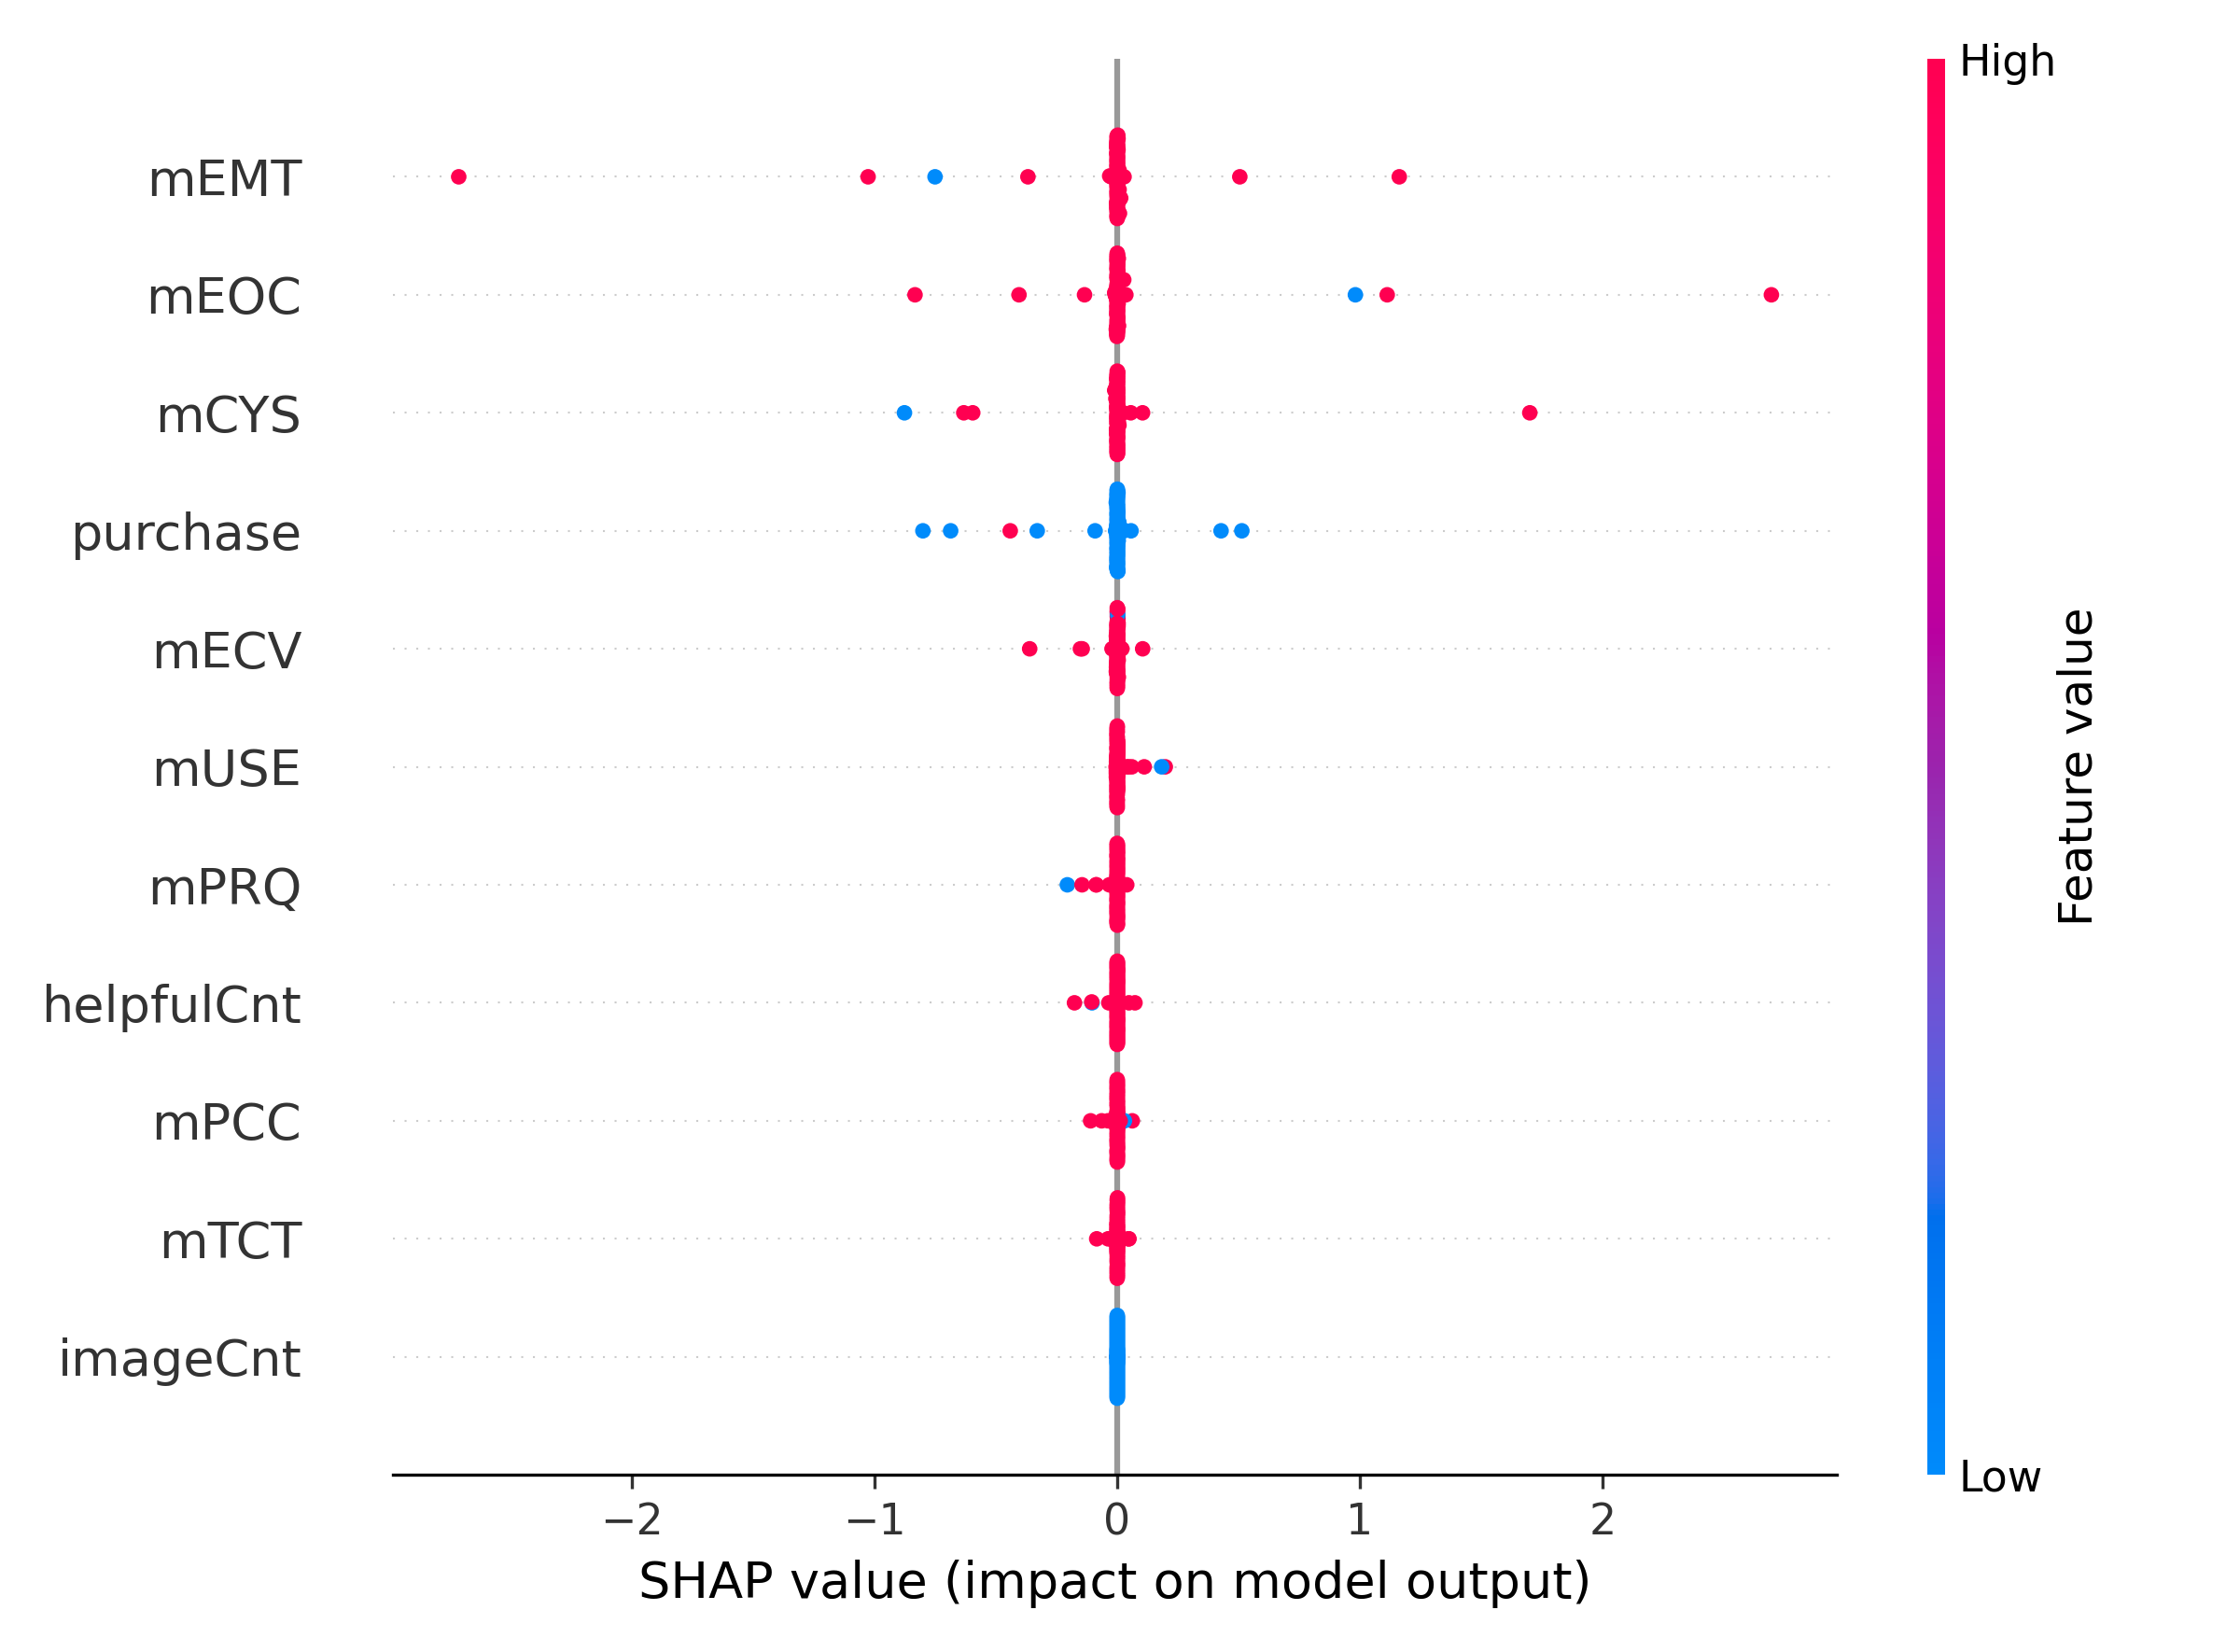 High
mEMT
mEOC
mCYS
purchase
mECV
mUSE
mPRQ
helpfulCnt
mPCC
mTCT
imageCnt
Feature value
Low
−2 −1 0 1 2
SHAP value (impact on model output)